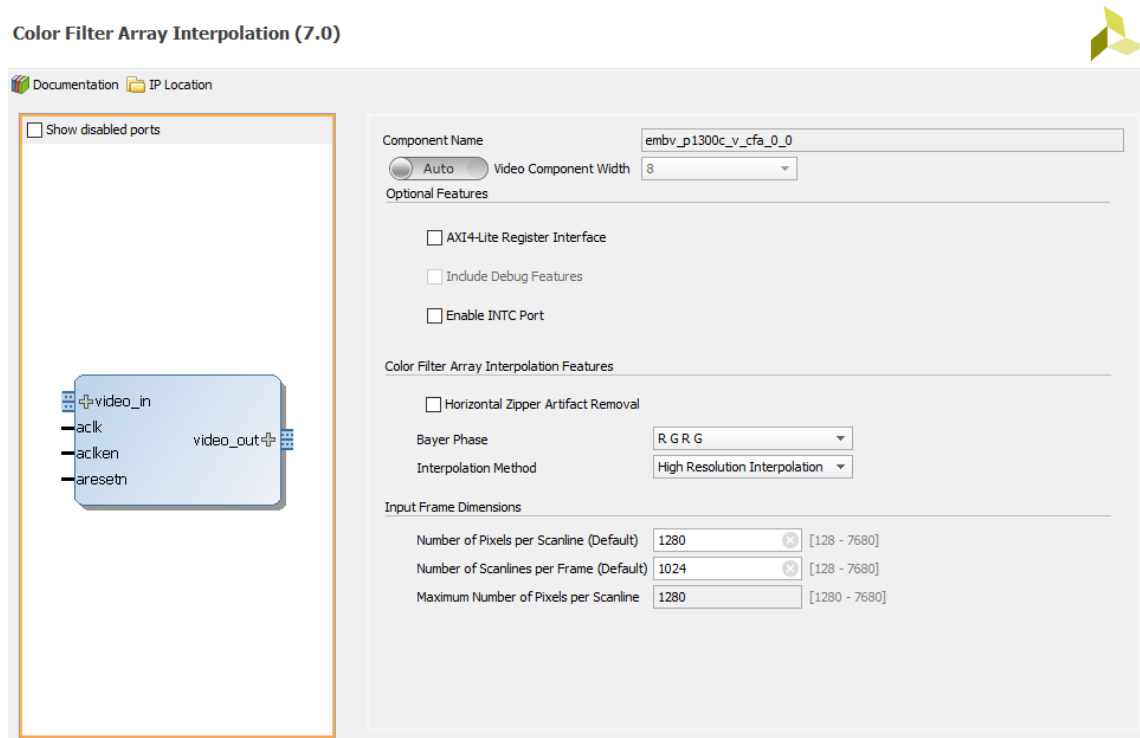 Color Filter Array Interpolation (7.0)
Documentation IP Location
Show disabled ports
video_in
aclk
aclken
aresetn
video_out
Component Name embv_p1300c_v_cfa_0_0
Auto Video Component Width 8
Optional Features
AXI4-Lite Register Interface
Include Debug Features
Enable INTC Port
Color Filter Array Interpolation Features
Horizontal Zipper Artifact Removal
Bayer Phase R G R G
Interpolation Method High Resolution Interpolation
Input Frame Dimensions
Number of Pixels per Scanline (Default) 1280 [128 - 7680]
Number of Scanlines per Frame (Default) 1024 [128 - 7680]
Maximum Number of Pixels per Scanline 1280 [1280 - 7680]